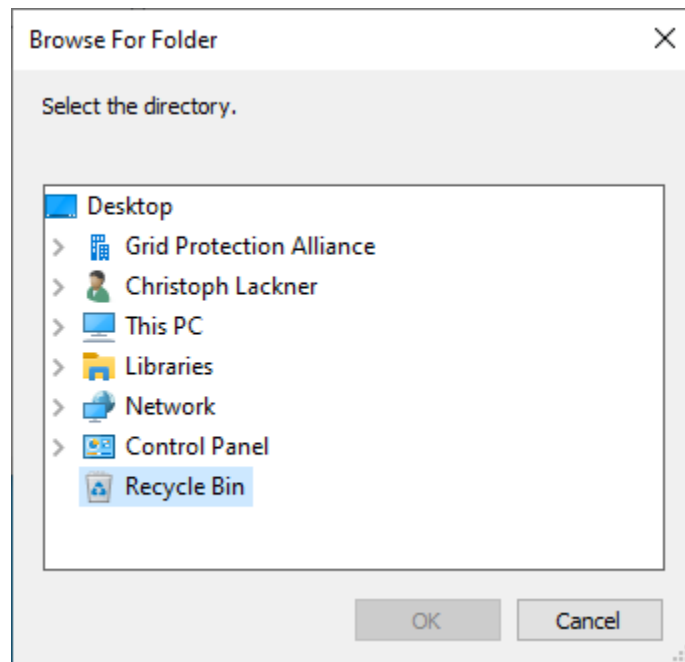 Browse For Folder
Select the directory.
Desktop
Grid Protection Alliance
Christoph Lackner
This PC
Libraries
Network
Control Panel
Recycle Bin
OK
Cancel